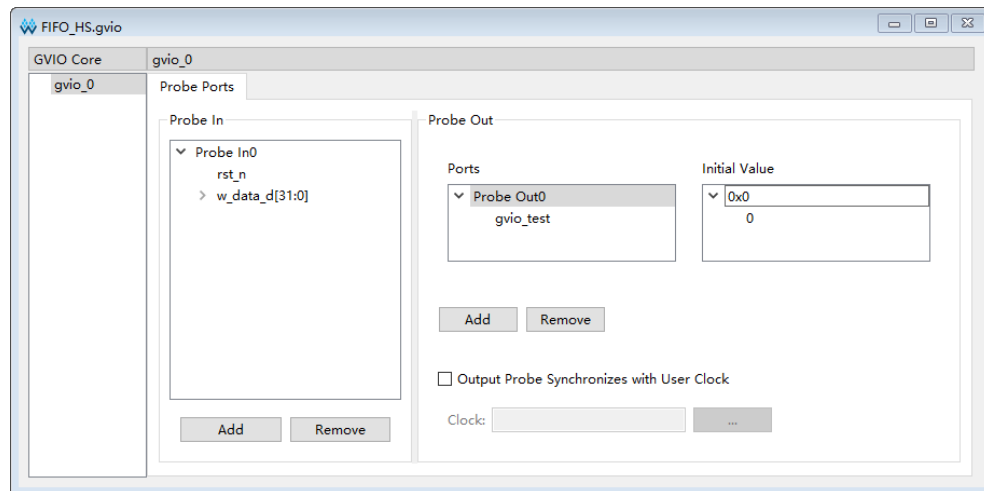 FIFO_HS.gvio
GVIO Core
gvio_0
gvio_0
Probe Ports
Probe In
Probe In0
rst_n
w_data_d[31:0]
Add
Remove
Probe Out
Ports
Probe Out0
gvio_test
Initial Value
0x0
0
Add
Remove
Output Probe Synchronizes with User Clock
Clock:
...